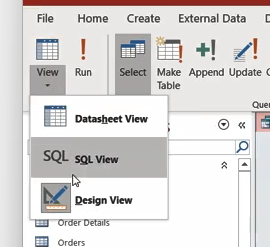 File Home Create External Data D
View Run Select Make Table Append Update
Quer
Datasheet View
SQL SQL View
Design View
Order Details
Orders